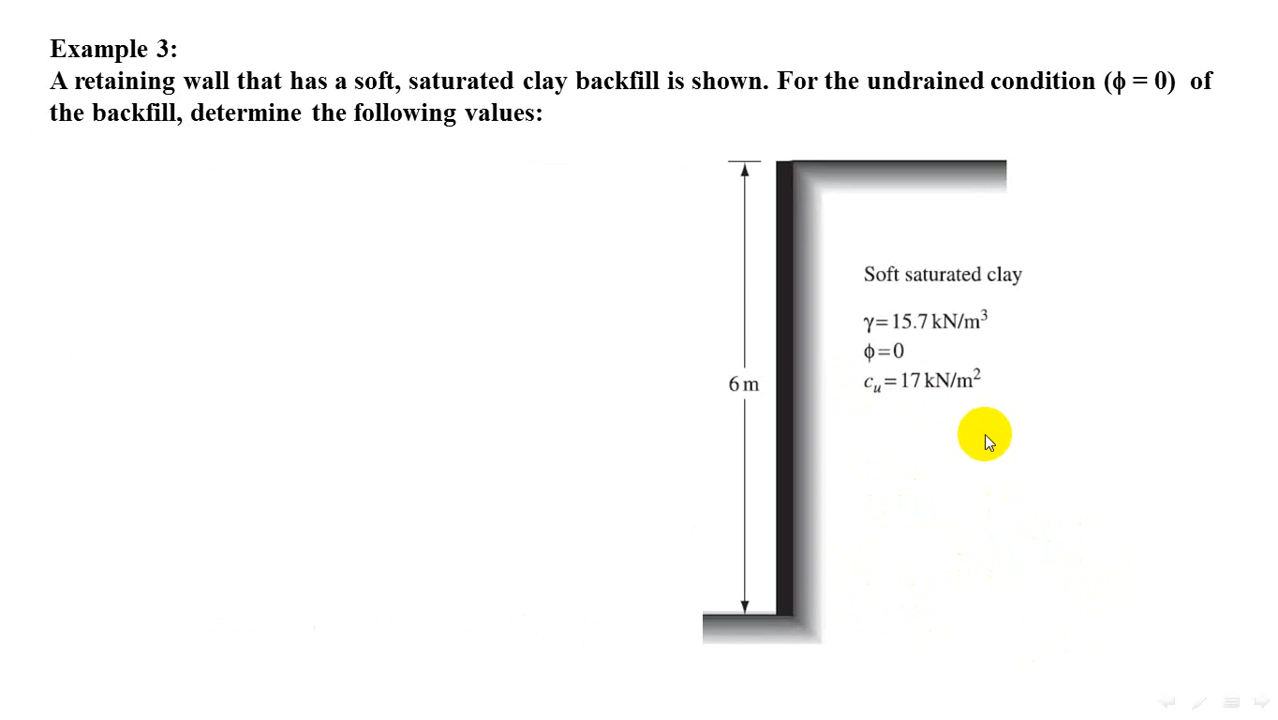 Example 3:
A retaining wall that has a soft, saturated clay backfill is shown. For the undrained condition (ϕ = 0) of
the backfill, determine the following values:
Soft saturated clay
γ=15.7 kN/m³
ϕ=0
6 m
cᵤ=17 kN/m²